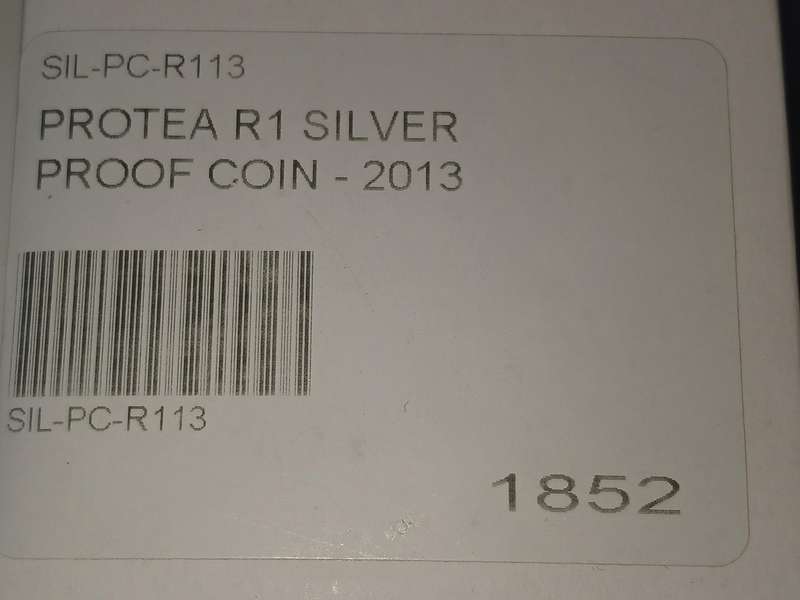 SIL-PC-R113
PROTEA R1 SILVER
PROOF COIN - 2013
SIL-PC-R113
1852